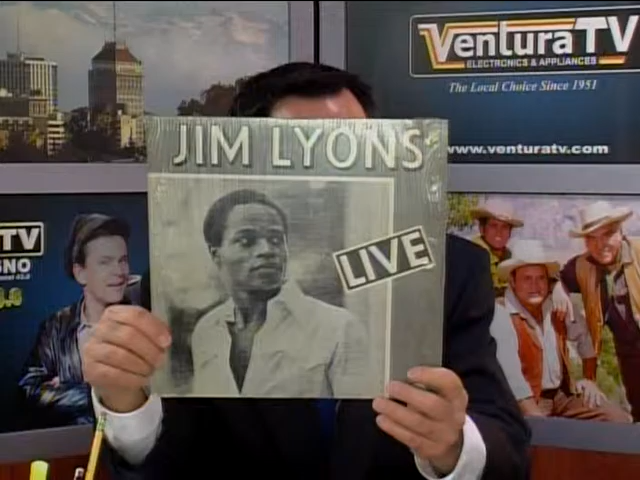 VenturaTV
ELECTRONICS & APPLIANCES
The Local Choice Since 1951
www.venturatv.com
JIM LYONS
LIVE
TV